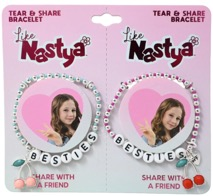 TEAR & SHARE
BRACELET
TEAR & SHARE
BRACELET
Like
Nastya
Like
Nastya
BESTIES
BESTIES
SHARE WITH
A FRIEND
SHARE WITH
A FRIEND